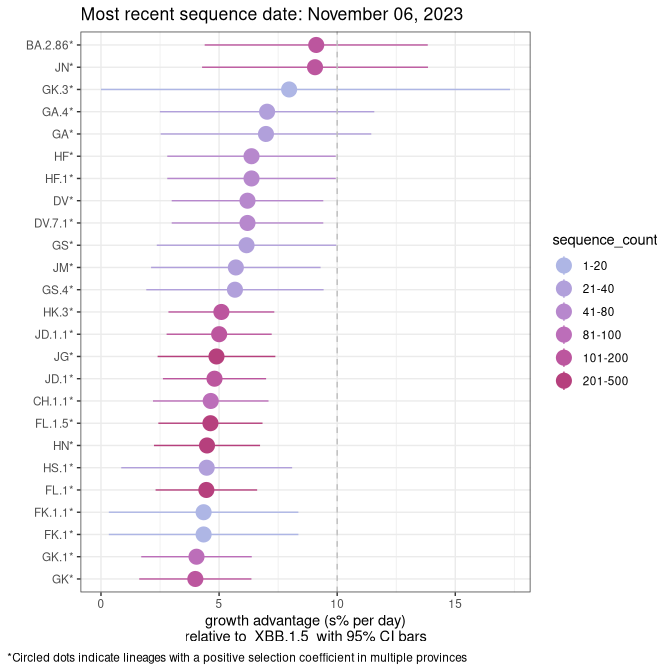 Most recent sequence date: November 06, 2023
BA.2.86*
JN*
GK.3*
GA.4*
GA*
HF*
HF.1*
DV*
DV.7.1*
GS*
JM*
GS.4*
HK.3*
JD.1.1*
JG*
JD.1*
CH.1.1*
FL.1.5*
HN*
HS.1*
FL.1*
FK.1.1*
FK.1*
GK.1*
GK*
0 5 10 15
growth advantage (s% per day)
relative to XBB.1.5 with 95% CI bars
sequence_count
1-20
21-40
41-80
81-100
101-200
201-500
*Circled dots indicate lineages with a positive selection coefficient in multiple provinces